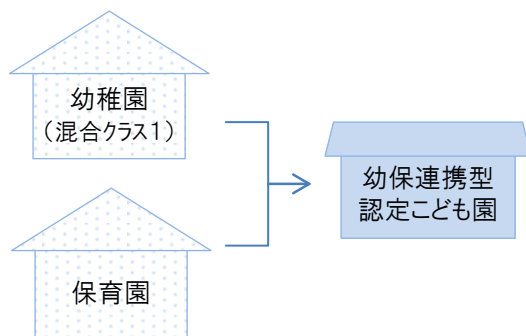 幼稚園
（混合クラス1）
保育園
幼保連携型
認定こども園